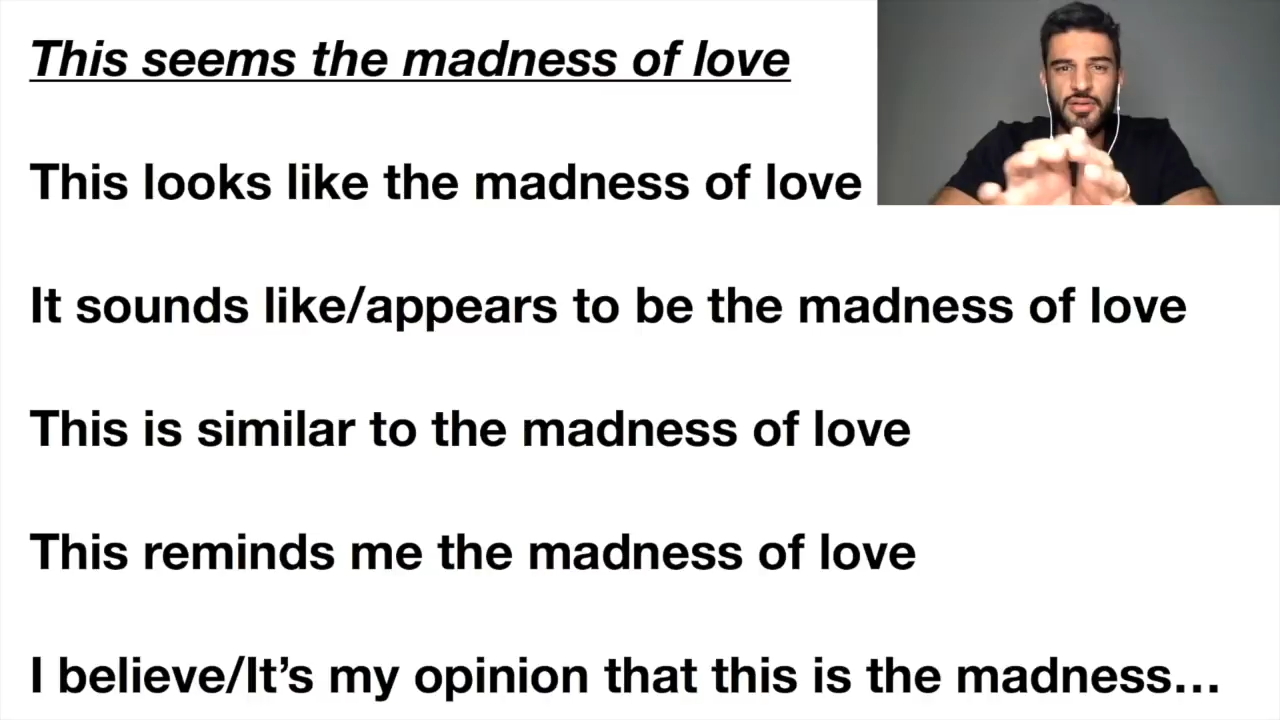 This seems the madness of love
This looks like the madness of love
It sounds like/appears to be the madness of love
This is similar to the madness of love
This reminds me the madness of love
I believe/It’s my opinion that this is the madness…